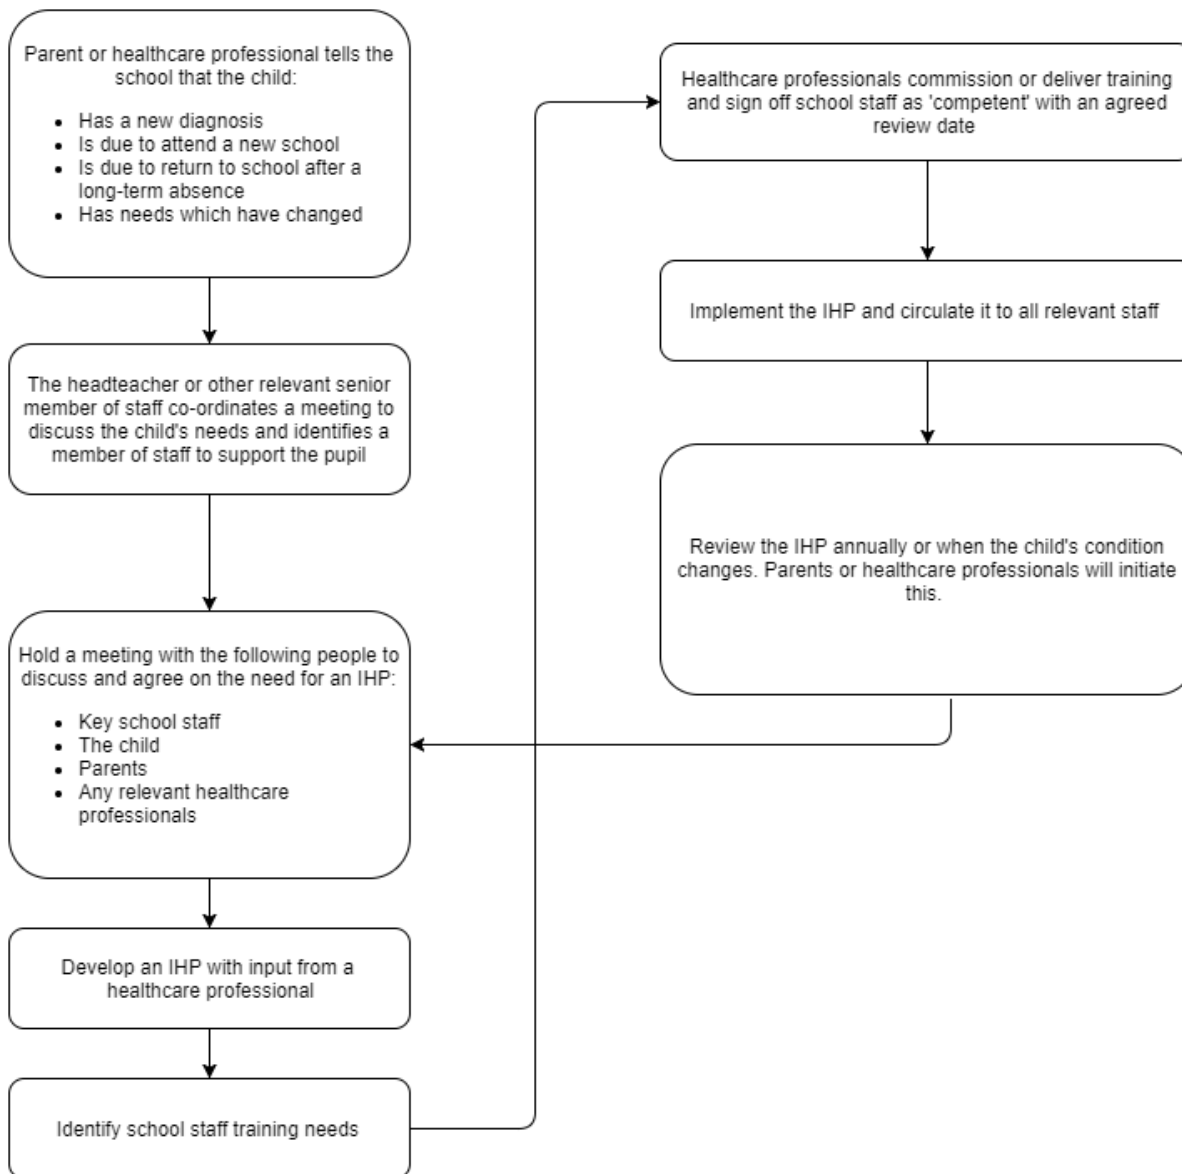 Parent or healthcare professional tells the
school that the child:
• Has a new diagnosis
• Is due to attend a new school
• Is due to return to school after a
long-term absence
• Has needs which have changed
The headteacher or other relevant senior
member of staff co-ordinates a meeting to
discuss the child's needs and identifies a
member of staff to support the pupil
Hold a meeting with the following people to
discuss and agree on the need for an IHP:
• Key school staff
• The child
• Parents
• Any relevant healthcare
professionals
Develop an IHP with input from a
healthcare professional
Identify school staff training needs
Healthcare professionals commission or deliver training
and sign off school staff as 'competent' with an agreed
review date
Implement the IHP and circulate it to all relevant staff
Review the IHP annually or when the child's condition
changes. Parents or healthcare professionals will initiate
this.